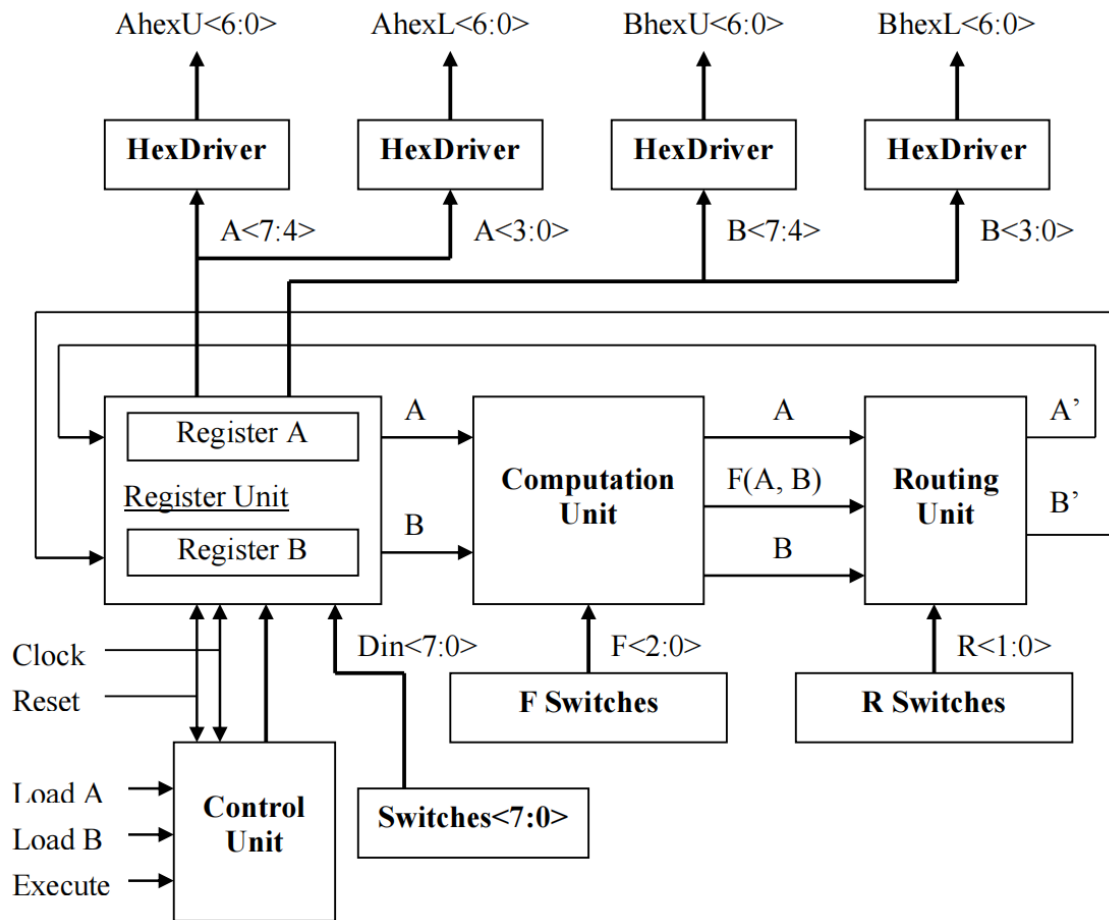 AhexU<6:0> AhexL<6:0> BhexU<6:0> BhexL<6:0>
HexDriver HexDriver HexDriver HexDriver
A<7:4> A<3:0> B<7:4> B<3:0>
Register A
Register Unit
Register B
A
B
Computation
Unit
A
F(A, B)
B
Routing
Unit
A’
B’
Clock
Reset
Din<7:0>
F<2:0>
R<1:0>
F Switches
R Switches
Load A
Load B
Execute
Control
Unit
Switches<7:0>